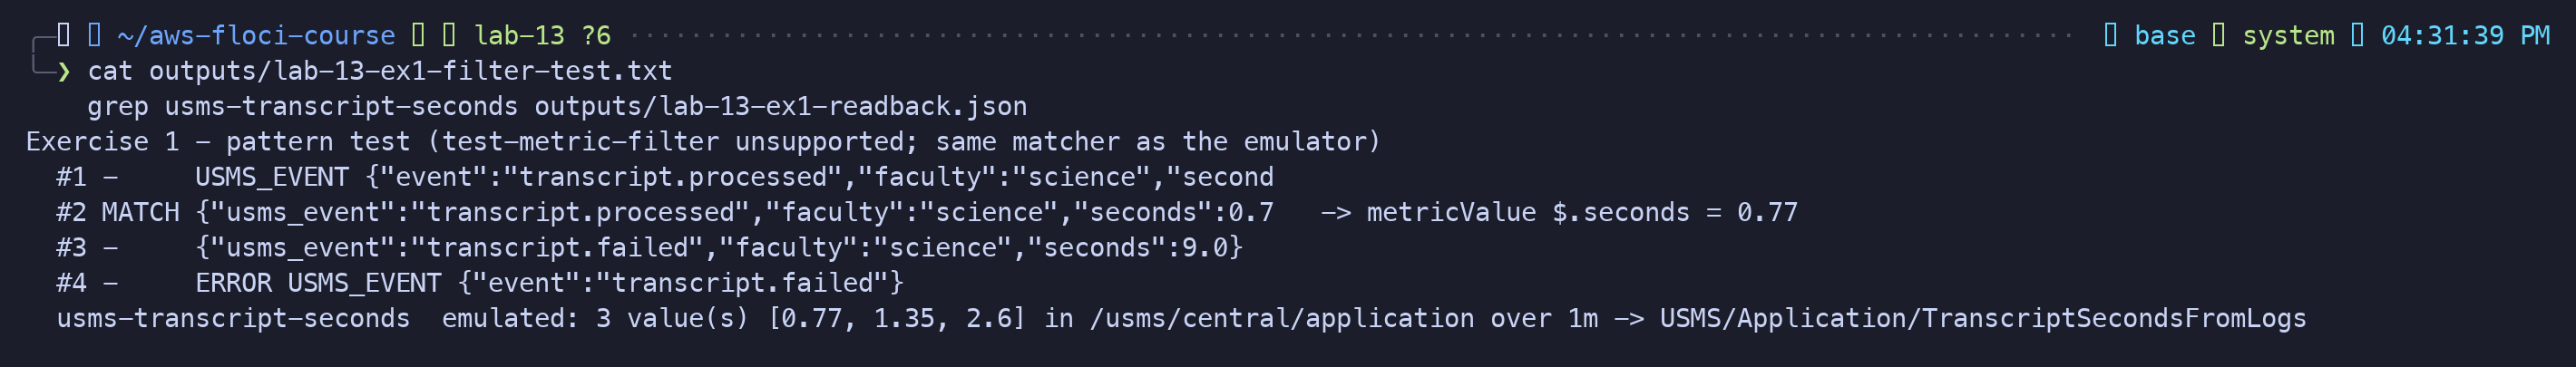 ~/aws-floci-course lab-13 ?6 base system 04:31:39 PM
❯ cat outputs/lab-13-ex1-filter-test.txt
grep usms-transcript-seconds outputs/lab-13-ex1-readback.json
Exercise 1 - pattern test (test-metric-filter unsupported; same matcher as the emulator)
#1 -     USMS_EVENT {"event":"transcript.processed","faculty":"science","second
#2 MATCH {"usms_event":"transcript.processed","faculty":"science","seconds":0.7   -> metricValue $.seconds = 0.77
#3 -     {"usms_event":"transcript.failed","faculty":"science","seconds":9.0}
#4 -     ERROR USMS_EVENT {"event":"transcript.failed"}
usms-transcript-seconds  emulated: 3 value(s) [0.77, 1.35, 2.6] in /usms/central/application over 1m -> USMS/Application/TranscriptSecondsFromLogs